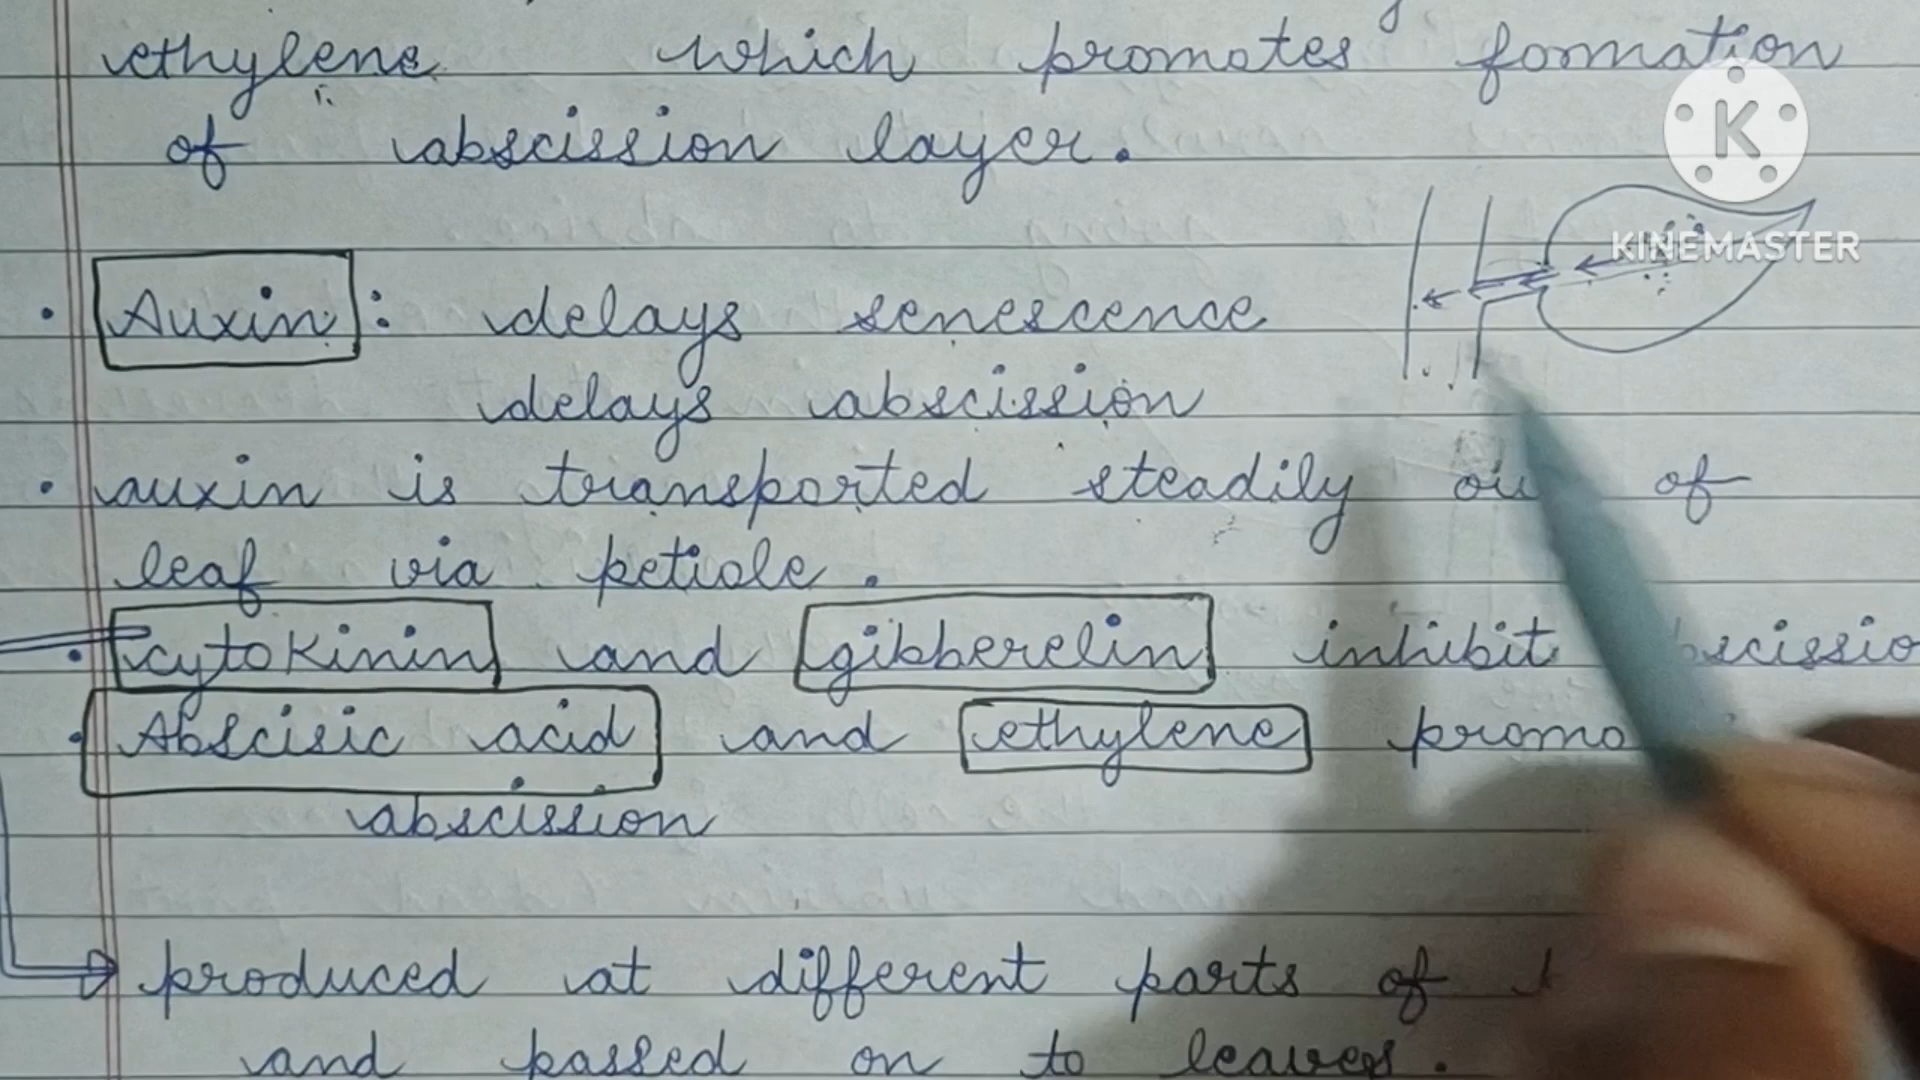 ethylene which promotes formation
of abscission layer.
K
KINEMASTER
• Auxin : delays senescence
delays abscission
• auxin is transported steadily of
leaf via petiole.
• cytokinin and gibberelin inhibit
• Abscisic acid and ethylene
abscission
produced at different parts of
and passed on to leaves.